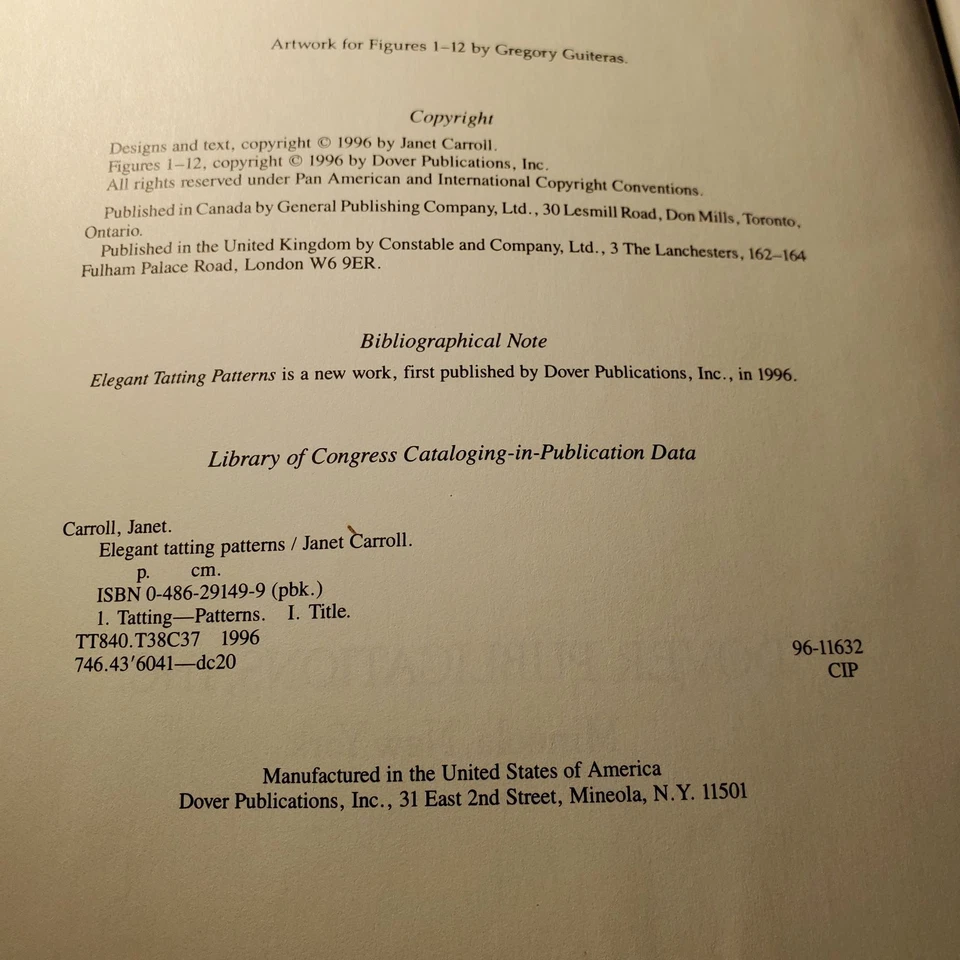 Artwork for Figures 1–12 by Gregory Guiteras.
Copyright
Designs and text, copyright © 1996 by Janet Carroll.
Figures 1–12, copyright © 1996 by Dover Publications, Inc.
All rights reserved under Pan American and International Copyright Conventions.
Published in Canada by General Publishing Company, Ltd., 30 Lesmill Road, Don Mills, Toronto,
Ontario.
Published in the United Kingdom by Constable and Company, Ltd., 3 The Lanchesters, 162–164
Fulham Palace Road, London W6 9ER.
Bibliographical Note
Elegant Tatting Patterns is a new work, first published by Dover Publications, Inc., in 1996.
Library of Congress Cataloging-in-Publication Data
Carroll, Janet.
Elegant tatting patterns / Janet Carroll.
p. cm.
ISBN 0-486-29149-9 (pbk.)
1. Tatting—Patterns. I. Title.
TT840.T38C37 1996
746.43′6041—dc20
96-11632
CIP
Manufactured in the United States of America
Dover Publications, Inc., 31 East 2nd Street, Mineola, N.Y. 11501